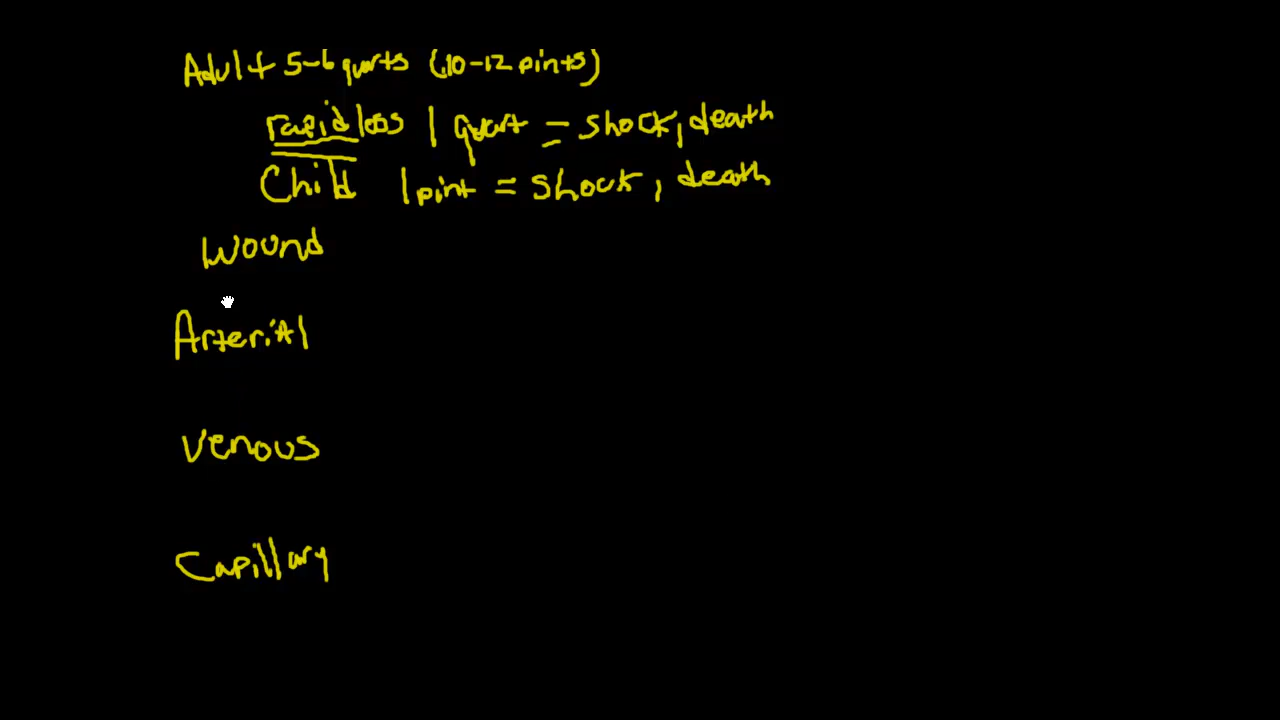 Adult 5-6 quarts (10-12 pints)
rapid loss 1 quart = shock, death
Child 1 pint = shock, death
Wound
Arterial
Venous
Capillary